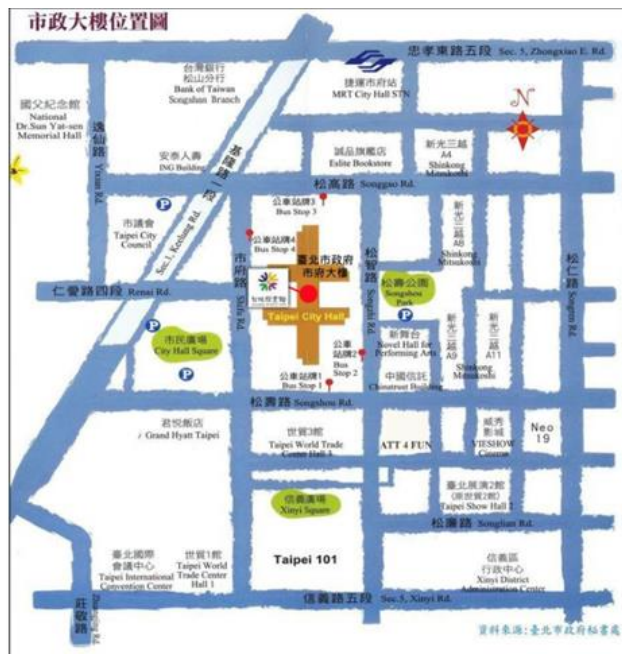 市政大樓位置圖
忠孝東路五段 Sec. 5, Zhongxiao E. Rd.
台灣銀行
松山分行
Bank of Taiwan
Songshan Branch
捷運市府站
MRT City Hall STN
國父紀念館
National
Dr.Sun Yat-sen
Memorial Hall
逸仙路 Yixian Rd.
N
安泰人壽
ING Building
基隆路一段
Sec.1, Keelung Rd.
誠品旗艦店
Eslite Bookstore
新光三越
A4
Shinkong
Mitsukoshi
松高路 Songgao Rd.
P
市議會
Taipei City
Council
公車站牌3
Bus Stop 3
公車站牌4
Bus Stop 4
新光三越
A8
Shinkong
Mitsukoshi
市府路
Shifu Rd.
臺北市政府
市府大樓
Taipei City Hall
松智路
Songzhi Rd.
松壽公園
Songshou
Park
P
松仁路
Songren Rd.
仁愛路四段 Renai Rd.
P
市民廣場
City Hall Square
P
新舞台
Novel Hall for
Performing Arts
新光三越
A9
新光三越
A11
Shinkong
Mitsukoshi
公車站牌2
Bus
Stop 2
公車站牌1
Bus Stop 1
中國信託
Chinatrust Building
松壽路 Songshou Rd.
君悅飯店
Grand Hyatt Taipei
世貿3館
Taipei World Trade
Center Hall 3
ATT 4 FUN
威秀
影城
VIESHOW
Cinema
Neo
19
信義廣場
Xinyi Square
臺北展演2館
(原世貿2館)
Taipei Show Hall 2
松廉路 Songlian Rd.
臺北國際
會議中心
Taipei International
Convention Center
世貿1館
Taipei World
Trade Center
Hall 1
Taipei 101
信義區
行政中心
Xinyi District
Administration Center
莊敬路
信義路五段 Sec.5, Xinyi Rd.
資料來源:臺北市政府秘書處